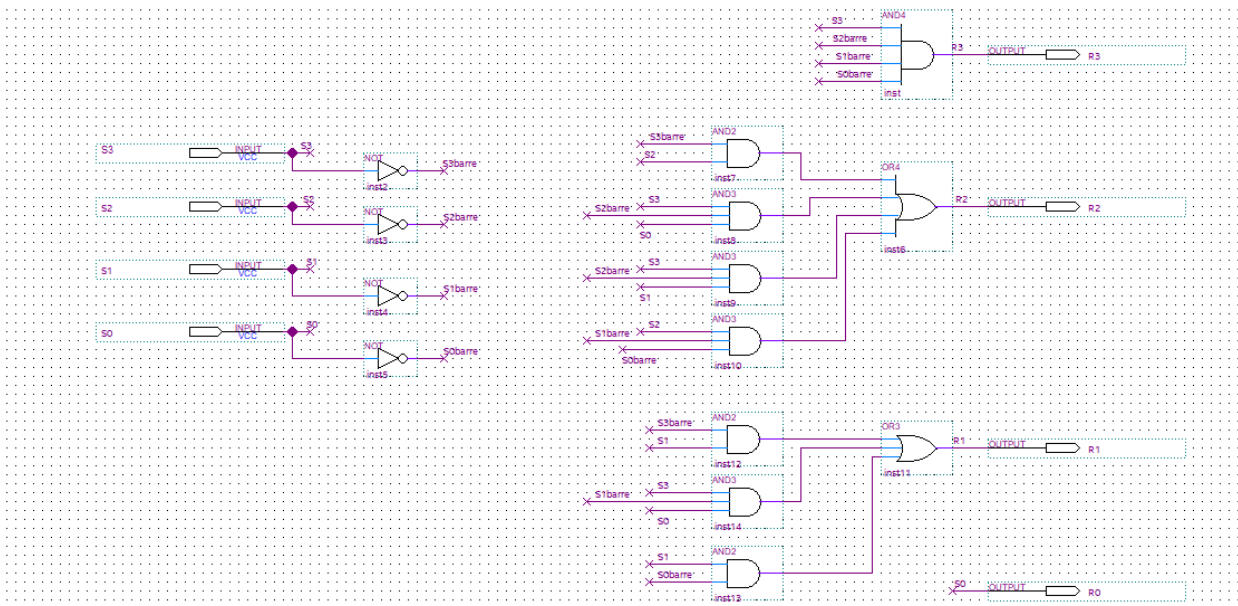 AND4
S3
S2barre
S1barre
S0barre
inst
R3
OUTPUT
R3
S3
INPUT
VCC
S3
NOT
inst2
S3barre
S2
INPUT
VCC
S2
NOT
inst3
S2barre
S1
INPUT
VCC
S1
NOT
inst4
S1barre
S0
INPUT
VCC
S0
NOT
inst5
S0barre
AND2
S3barre
S2
inst7
AND3
S3
S2barre
S0
inst8
AND3
S3
S2barre
S1
inst9
AND3
S2
S1barre
S0barre
inst10
OR4
inst6
R2
OUTPUT
R2
AND2
S3barre
S1
inst12
AND3
S3
S1barre
S0
inst14
AND2
S1
S0barre
inst13
OR3
inst11
R1
OUTPUT
R1
S0
OUTPUT
R0